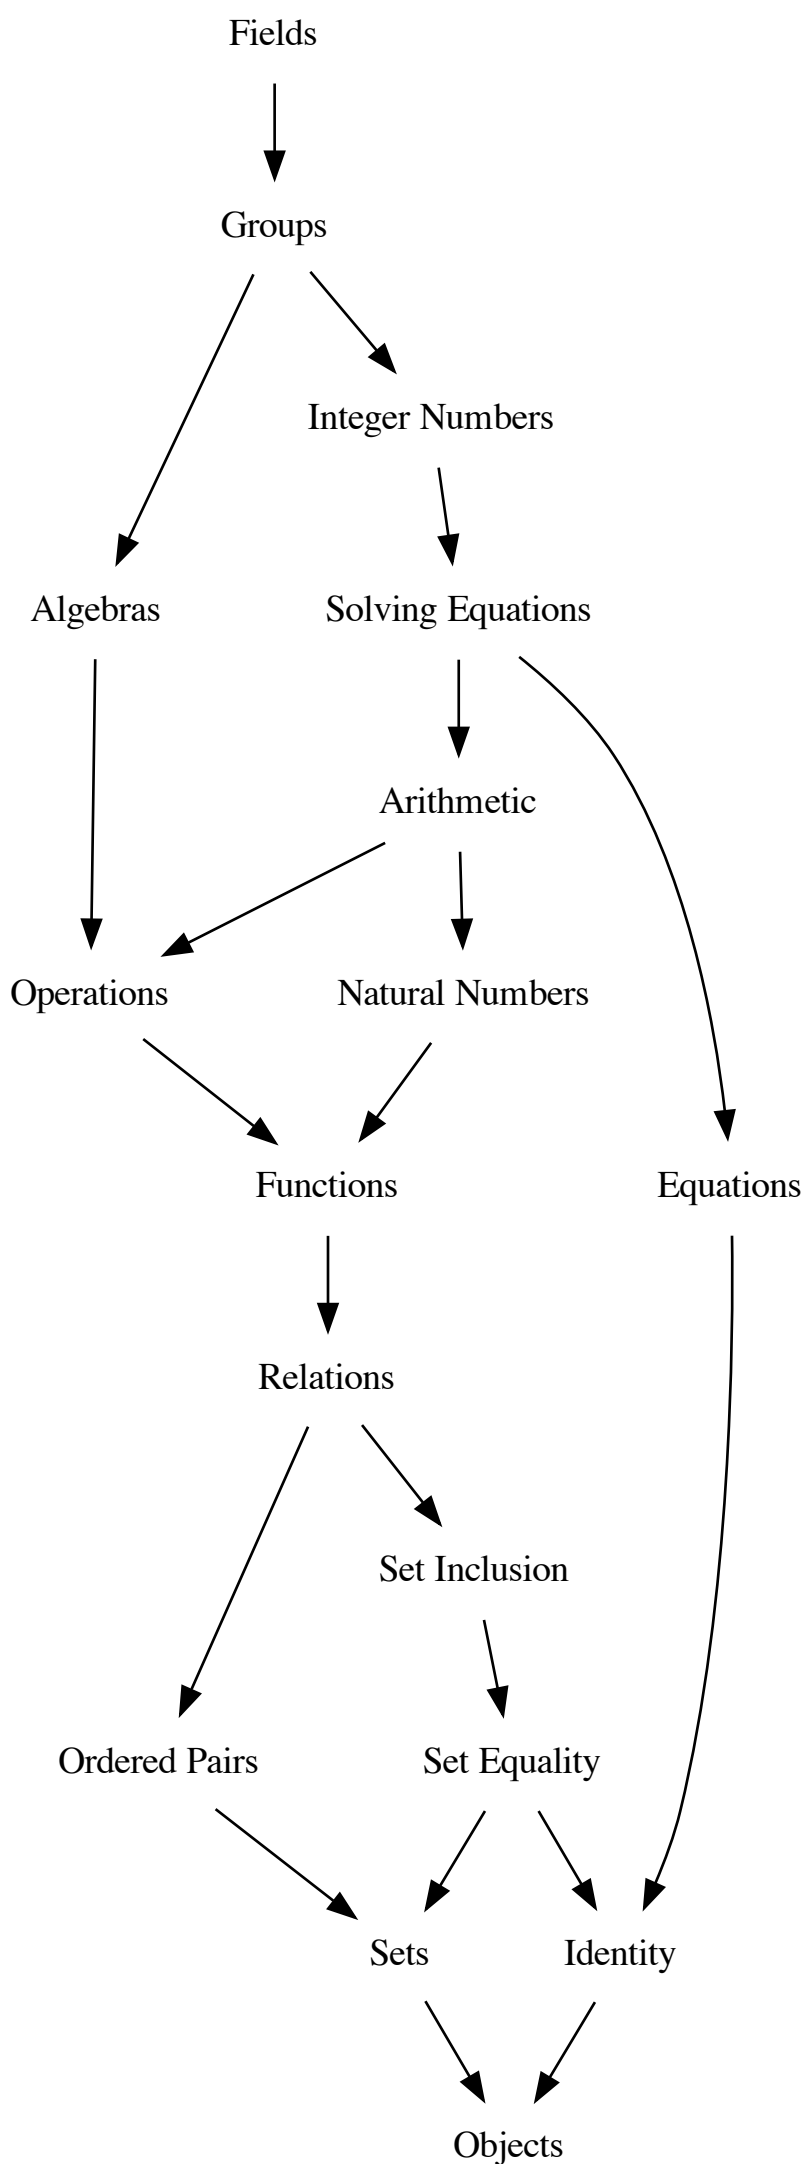 Fields
Groups
Integer Numbers
Algebras
Solving Equations
Arithmetic
Operations
Natural Numbers
Functions
Equations
Relations
Set Inclusion
Ordered Pairs
Set Equality
Sets
Identity
Objects